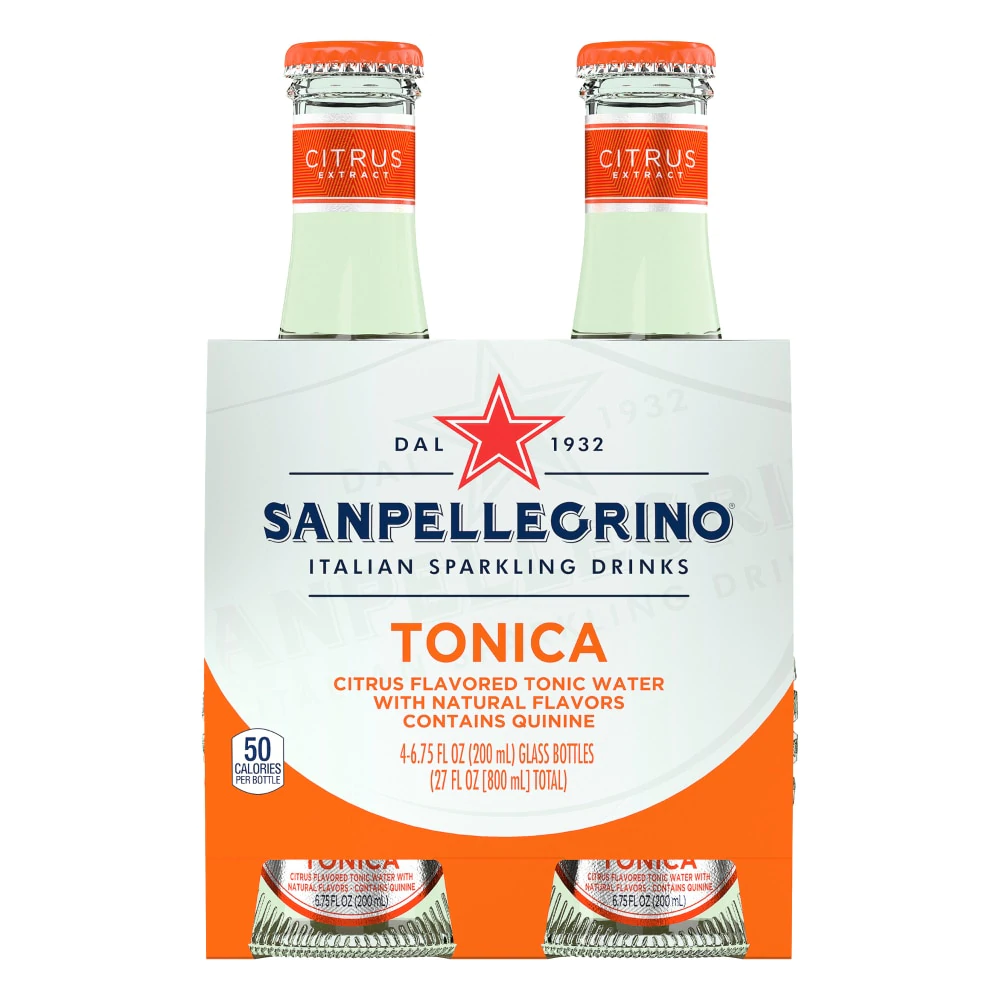 CITRUS
EXTRACT
CITRUS
EXTRACT
DAL 1932
SANPELLEGRINO®
ITALIAN SPARKLING DRINKS
TONICA
CITRUS FLAVORED TONIC WATER
WITH NATURAL FLAVORS
CONTAINS QUININE
4-6.75 FL OZ (200 mL) GLASS BOTTLES
(27 FL OZ [800 mL] TOTAL)
50
CALORIES
PER BOTTLE
TONICA
CITRUS FLAVORED TONIC WATER WITH
NATURAL FLAVORS - CONTAINS QUININE
6.75 FL OZ (200 mL)
TONICA
CITRUS FLAVORED TONIC WATER WITH
NATURAL FLAVORS - CONTAINS QUININE
6.75 FL OZ (200 mL)